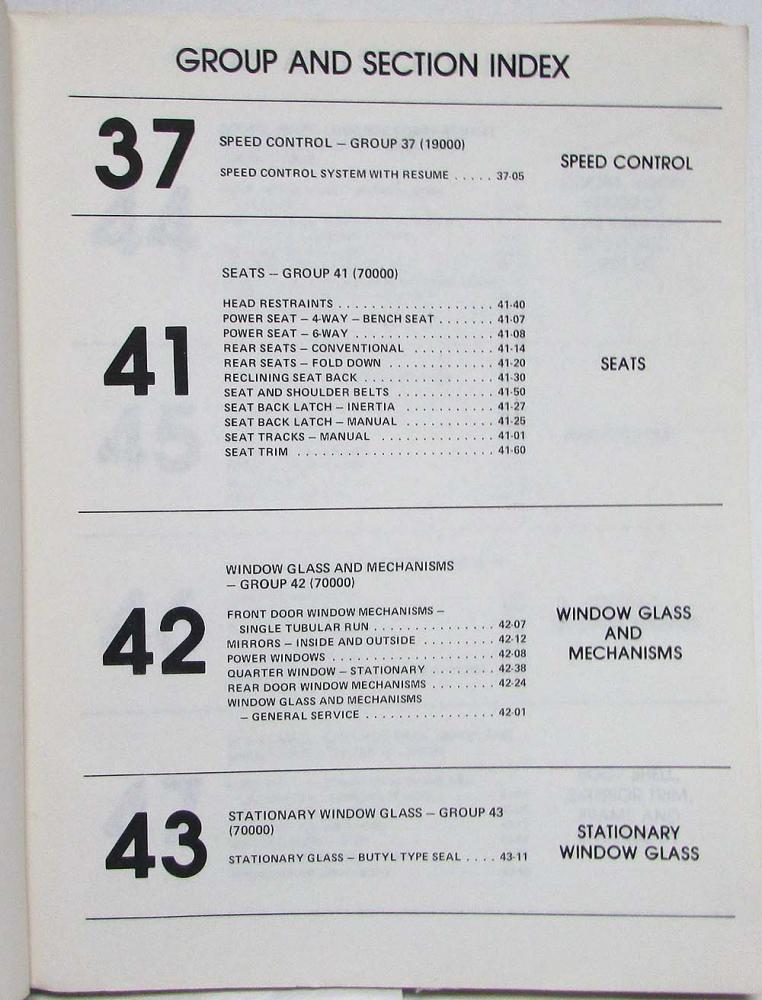 GROUP AND SECTION INDEX
37
SPEED CONTROL – GROUP 37 (19000)
SPEED CONTROL SYSTEM WITH RESUME . . . . . 37-05
SPEED CONTROL
41
SEATS – GROUP 41 (70000)
HEAD RESTRAINTS . . . . . . . . . . . . . . . . . . . 41-40
POWER SEAT – 4-WAY – BENCH SEAT . . . . . . . 41-07
POWER SEAT – 6-WAY . . . . . . . . . . . . . . . . . 41-08
REAR SEATS – CONVENTIONAL . . . . . . . . . . 41-14
REAR SEATS – FOLD DOWN . . . . . . . . . . . . . 41-20
RECLINING SEAT BACK . . . . . . . . . . . . . . . . 41-30
SEAT AND SHOULDER BELTS . . . . . . . . . . . . 41-50
SEAT BACK LATCH – INERTIA . . . . . . . . . . . 41-27
SEAT BACK LATCH – MANUAL . . . . . . . . . . . 41-25
SEAT TRACKS – MANUAL . . . . . . . . . . . . . . 41-01
SEAT TRIM . . . . . . . . . . . . . . . . . . . . . . . . 41-60
SEATS
42
WINDOW GLASS AND MECHANISMS
– GROUP 42 (70000)
FRONT DOOR WINDOW MECHANISMS –
SINGLE TUBULAR RUN . . . . . . . . . . . . . . . 42-07
MIRRORS – INSIDE AND OUTSIDE . . . . . . . . . 42-12
POWER WINDOWS . . . . . . . . . . . . . . . . . . . . 42-08
QUARTER WINDOW – STATIONARY . . . . . . . . 42-38
REAR DOOR WINDOW MECHANISMS . . . . . . . . 42-24
WINDOW GLASS AND MECHANISMS
– GENERAL SERVICE . . . . . . . . . . . . . . . . 42-01
WINDOW GLASS
AND
MECHANISMS
43
STATIONARY WINDOW GLASS – GROUP 43
(70000)
STATIONARY GLASS – BUTYL TYPE SEAL . . . . 43-11
STATIONARY
WINDOW GLASS